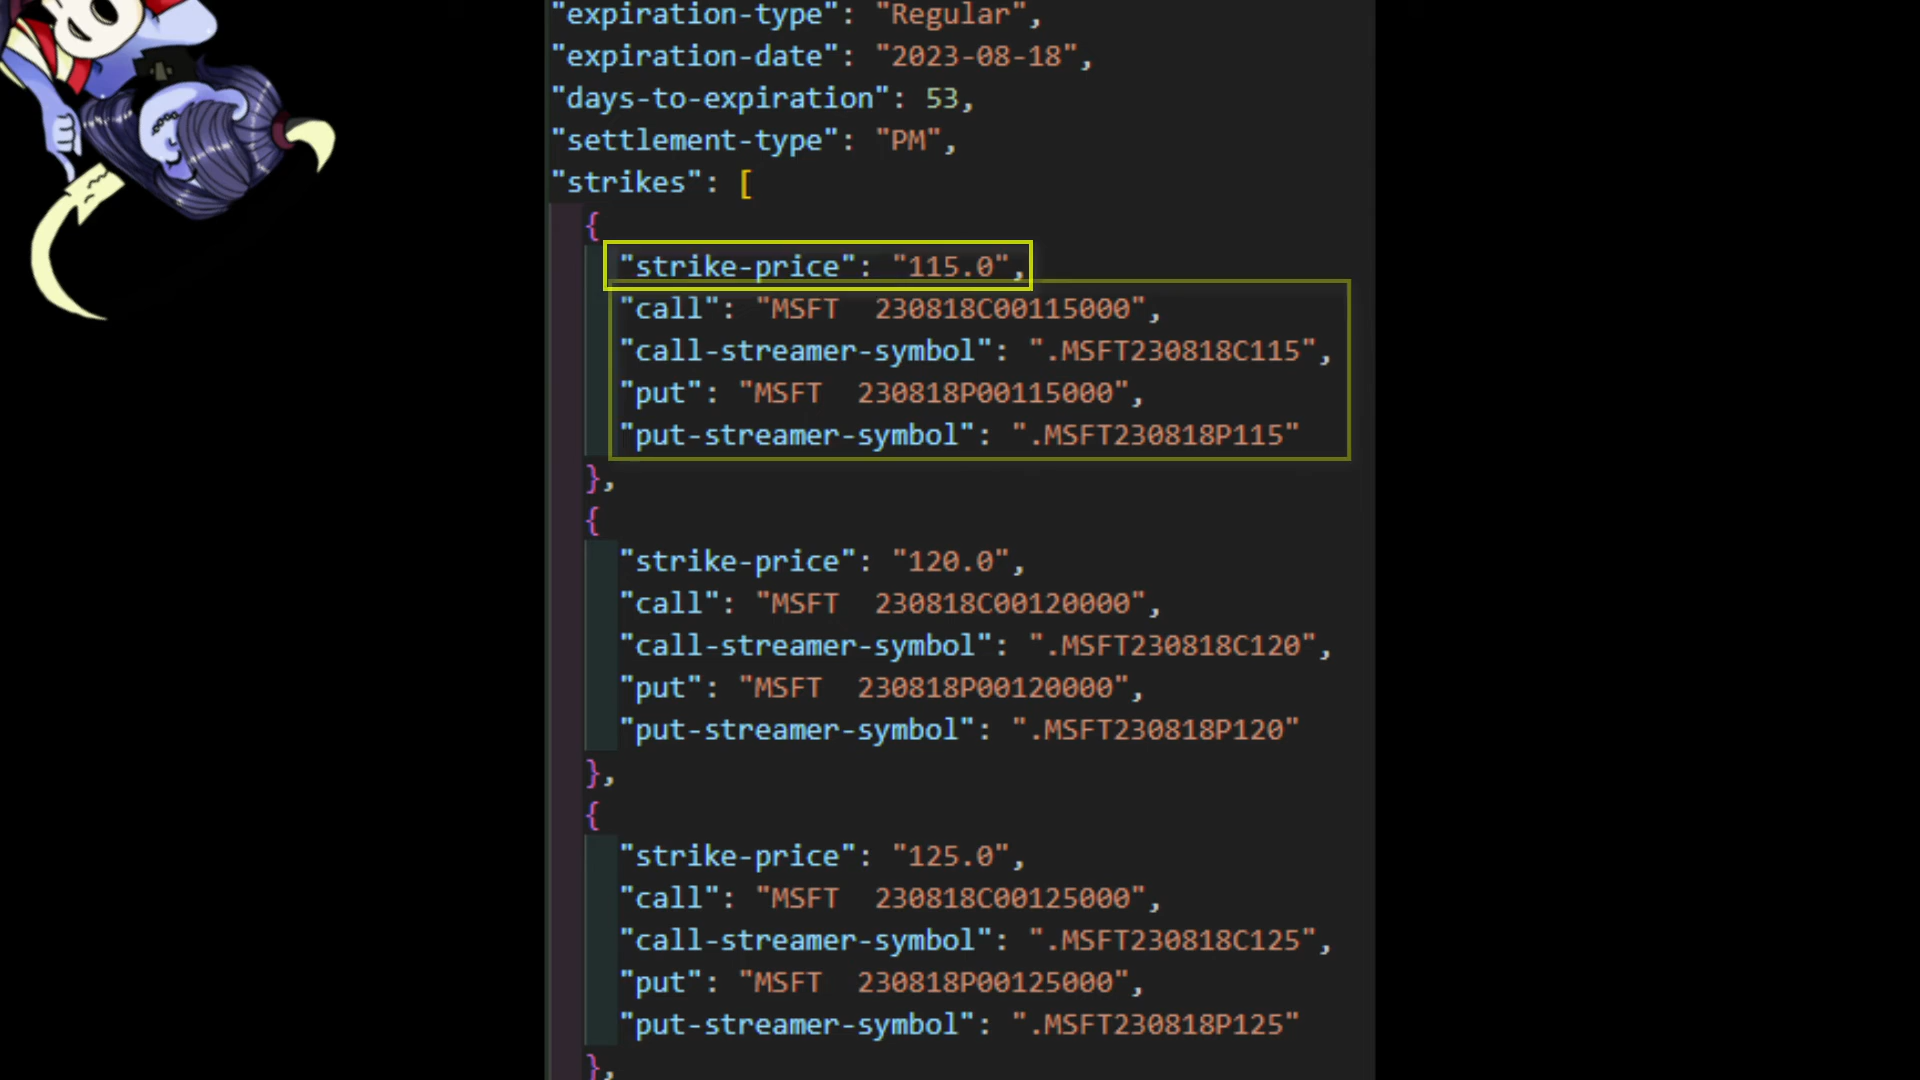 "expiration-type": "Regular",
"expiration-date": "2023-08-18",
"days-to-expiration": 53,
"settlement-type": "PM",
"strikes": [
{
"strike-price": "115.0",
"call": "MSFT  230818C00115000",
"call-streamer-symbol": ".MSFT230818C115",
"put": "MSFT  230818P00115000",
"put-streamer-symbol": ".MSFT230818P115"
},
{
"strike-price": "120.0",
"call": "MSFT  230818C00120000",
"call-streamer-symbol": ".MSFT230818C120",
"put": "MSFT  230818P00120000",
"put-streamer-symbol": ".MSFT230818P120"
},
{
"strike-price": "125.0",
"call": "MSFT  230818C00125000",
"call-streamer-symbol": ".MSFT230818C125",
"put": "MSFT  230818P00125000",
"put-streamer-symbol": ".MSFT230818P125"
},